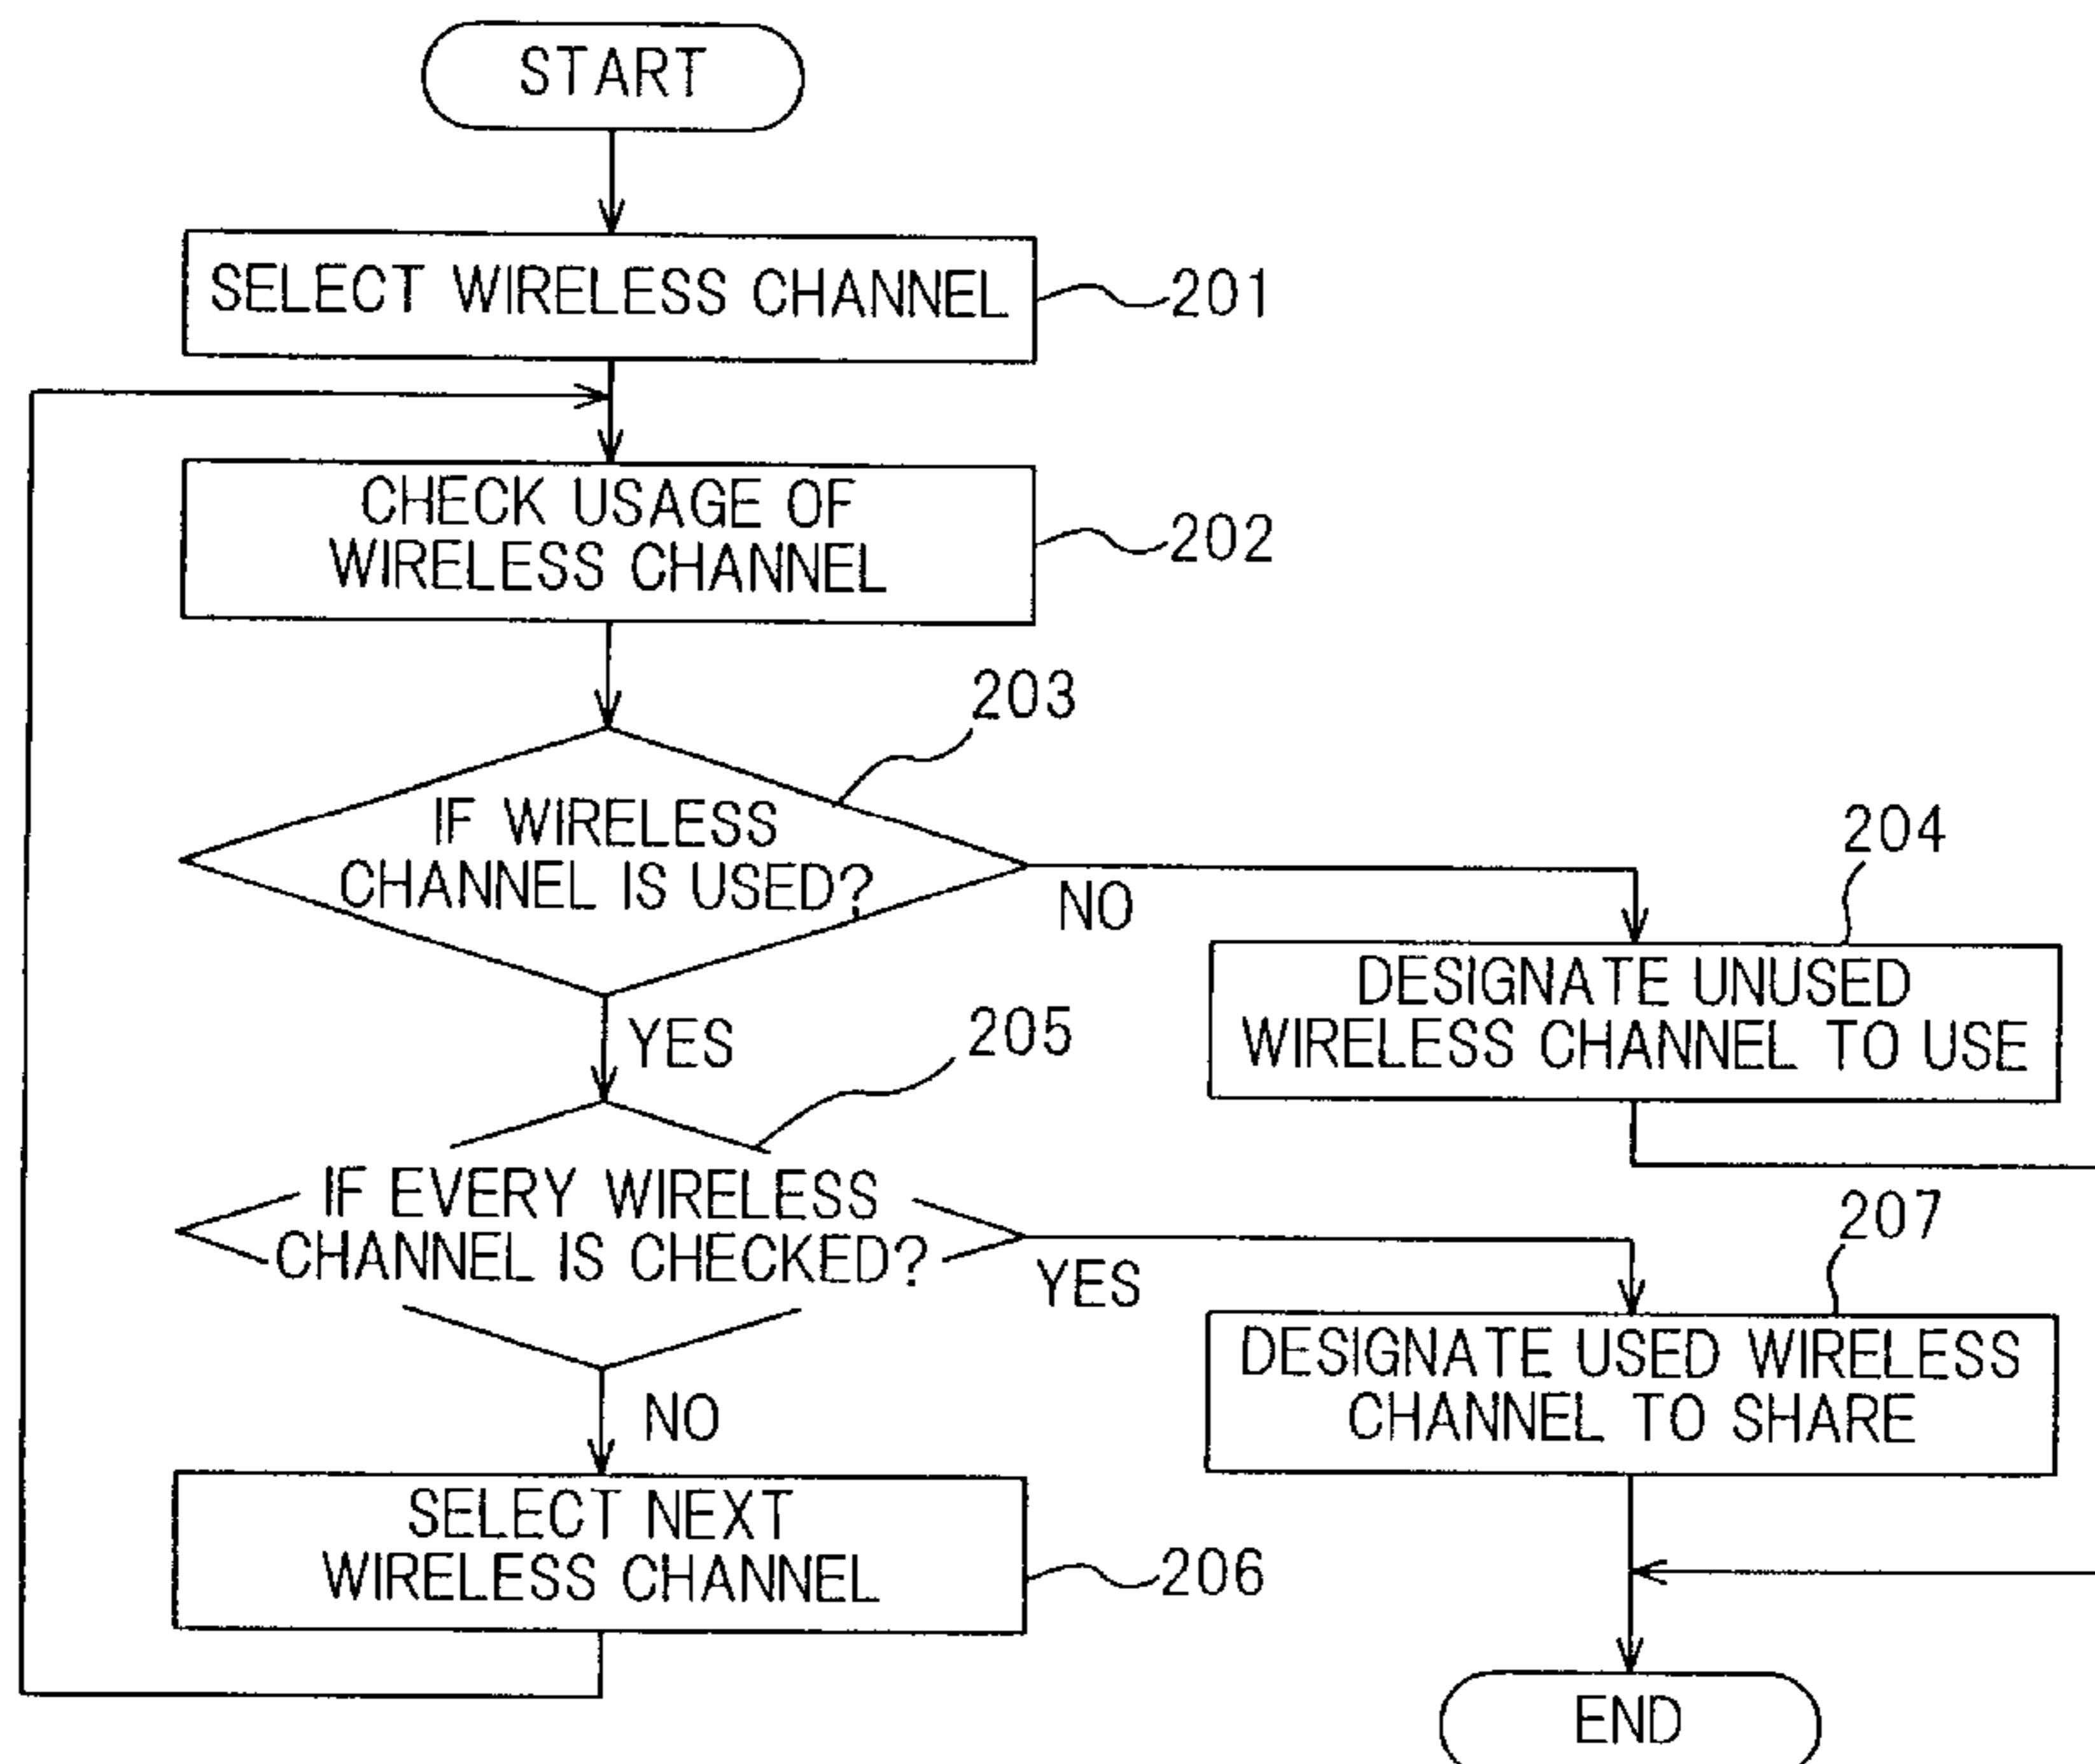 START
SELECT WIRELESS CHANNEL
201
CHECK USAGE OF
WIRELESS CHANNEL
202
203
IF WIRELESS
CHANNEL IS USED?
NO
204
DESIGNATE UNUSED
WIRELESS CHANNEL TO USE
YES
205
IF EVERY WIRELESS
CHANNEL IS CHECKED?
YES
207
DESIGNATE USED WIRELESS
CHANNEL TO SHARE
NO
SELECT NEXT
WIRELESS CHANNEL
206
END